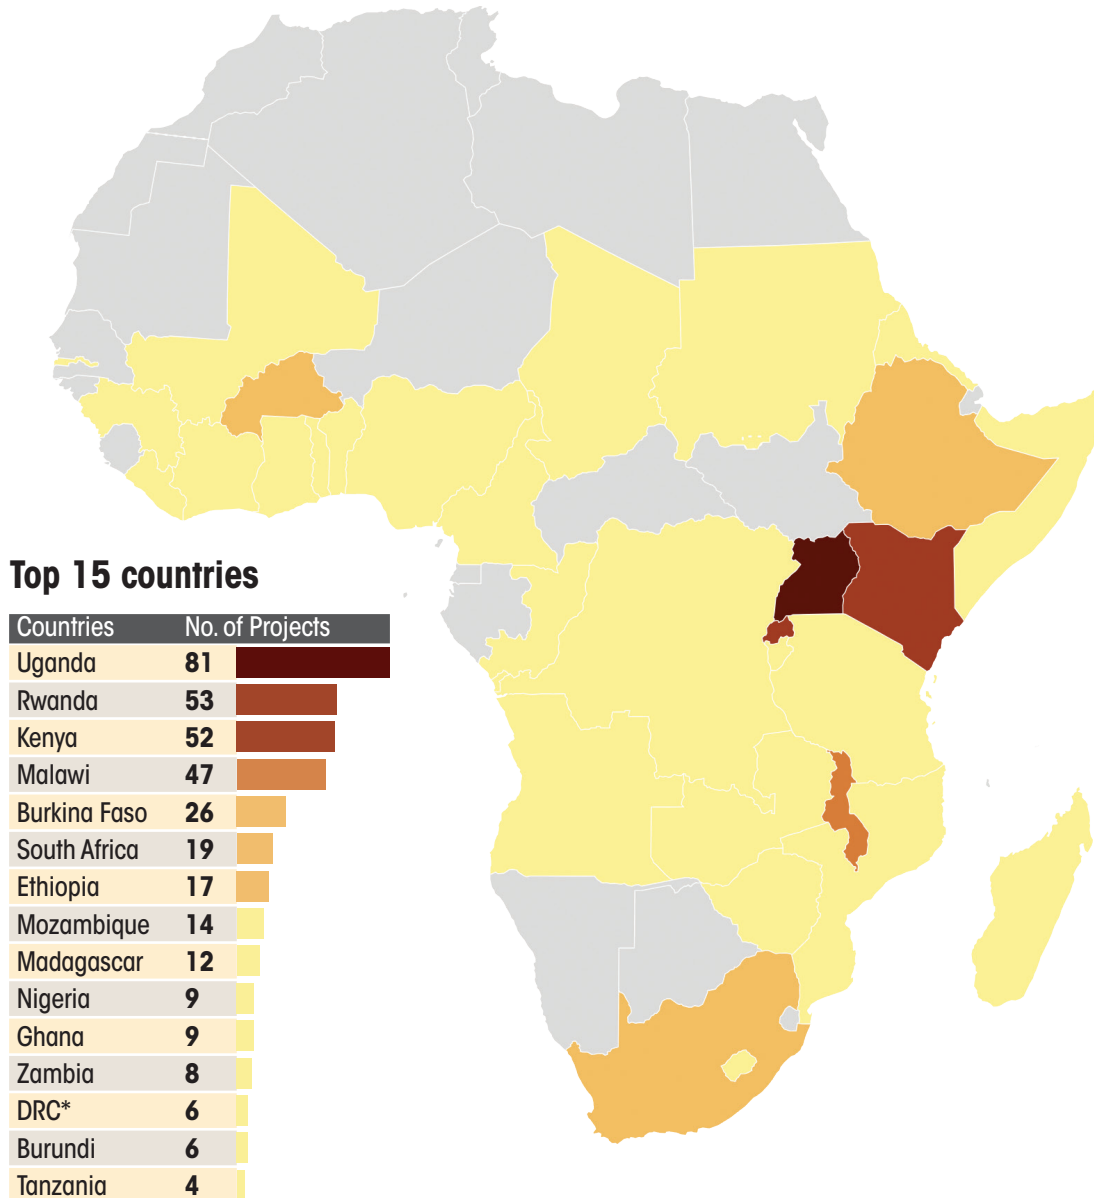 Top 15 countries
Countries No. of Projects
Uganda 81
Rwanda 53
Kenya 52
Malawi 47
Burkina Faso 26
South Africa 19
Ethiopia 17
Mozambique 14
Madagascar 12
Nigeria 9
Ghana 9
Zambia 8
DRC* 6
Burundi 6
Tanzania 4